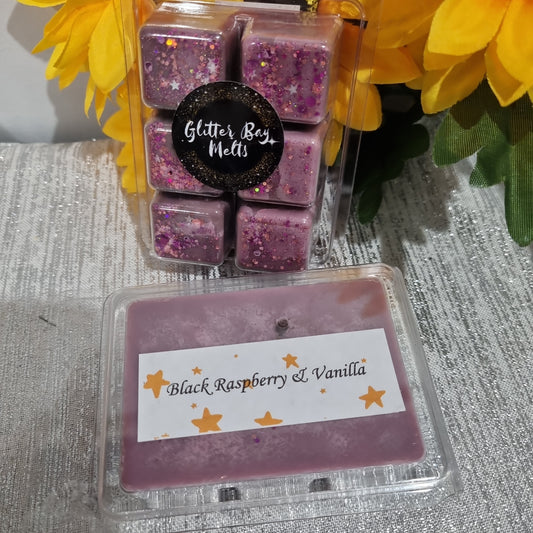 Glitter Bay
Melts
Black Raspberry & Vanilla